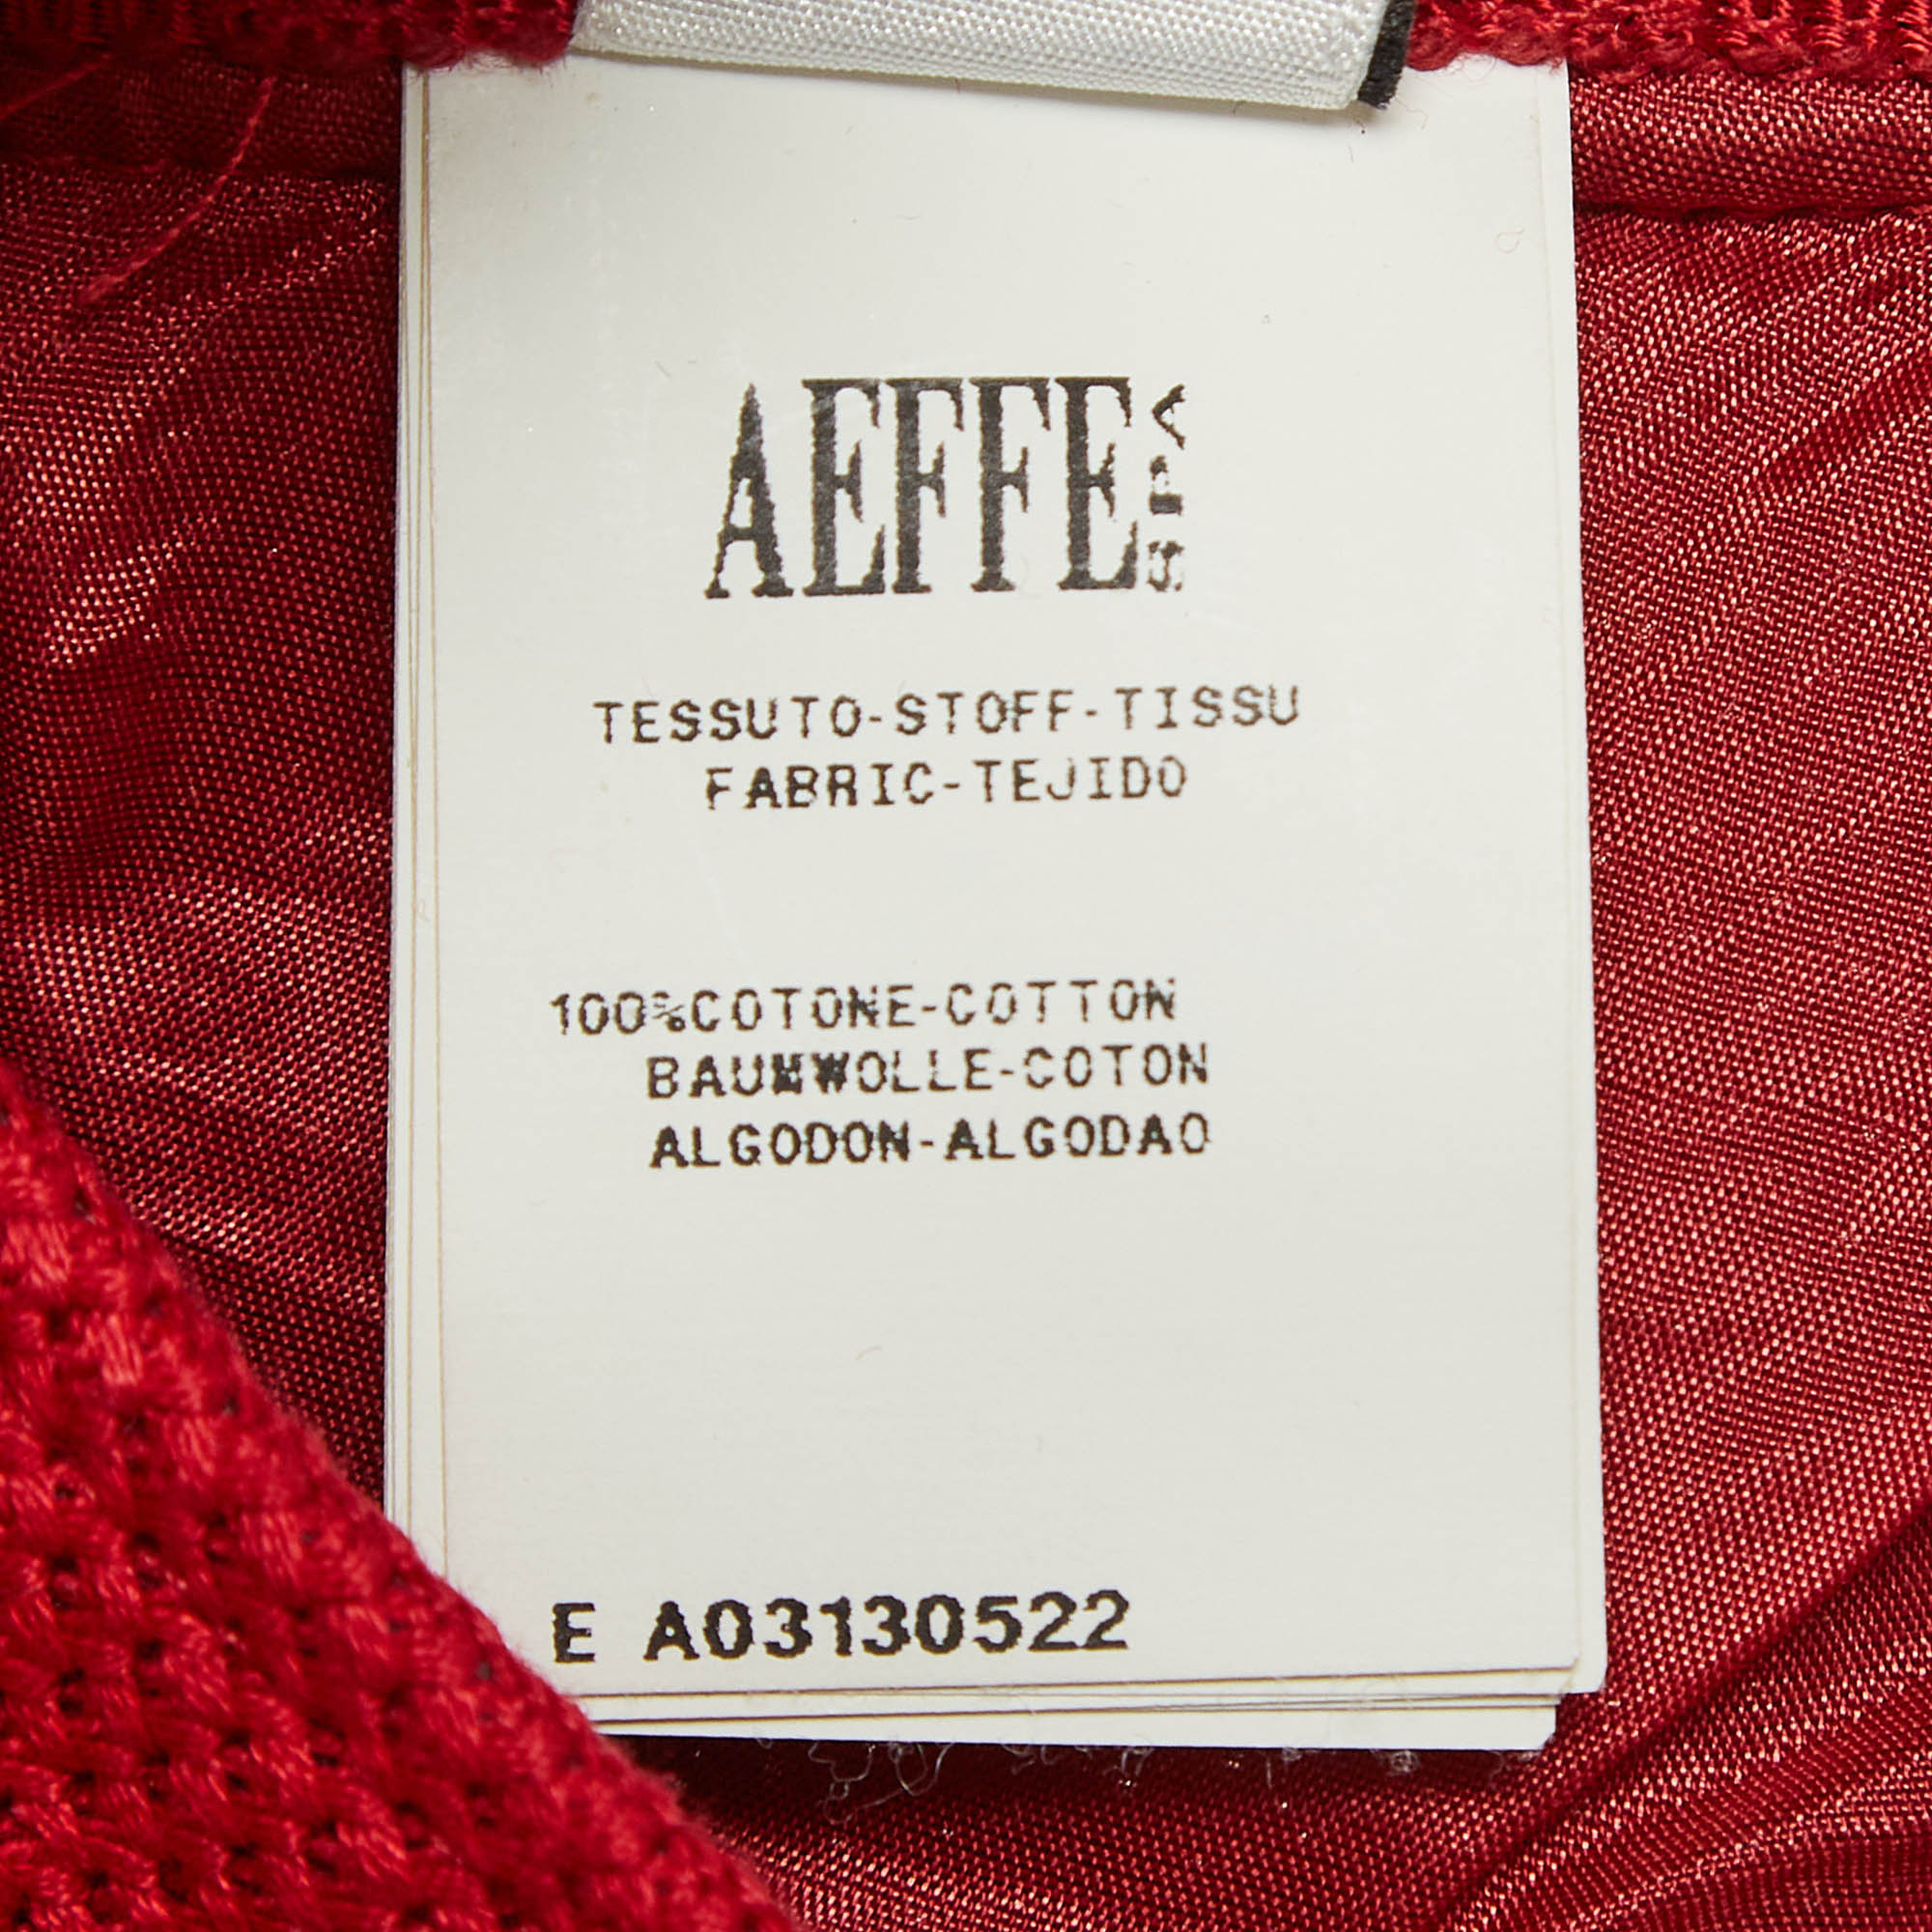 AEFFE SPA
TESSUTO-STOFF-TISSU
FABRIC-TEJIDO
100%COTONE-COTTON
BAUMWOLLE-COTON
ALGODON-ALGODAO
E A03130522